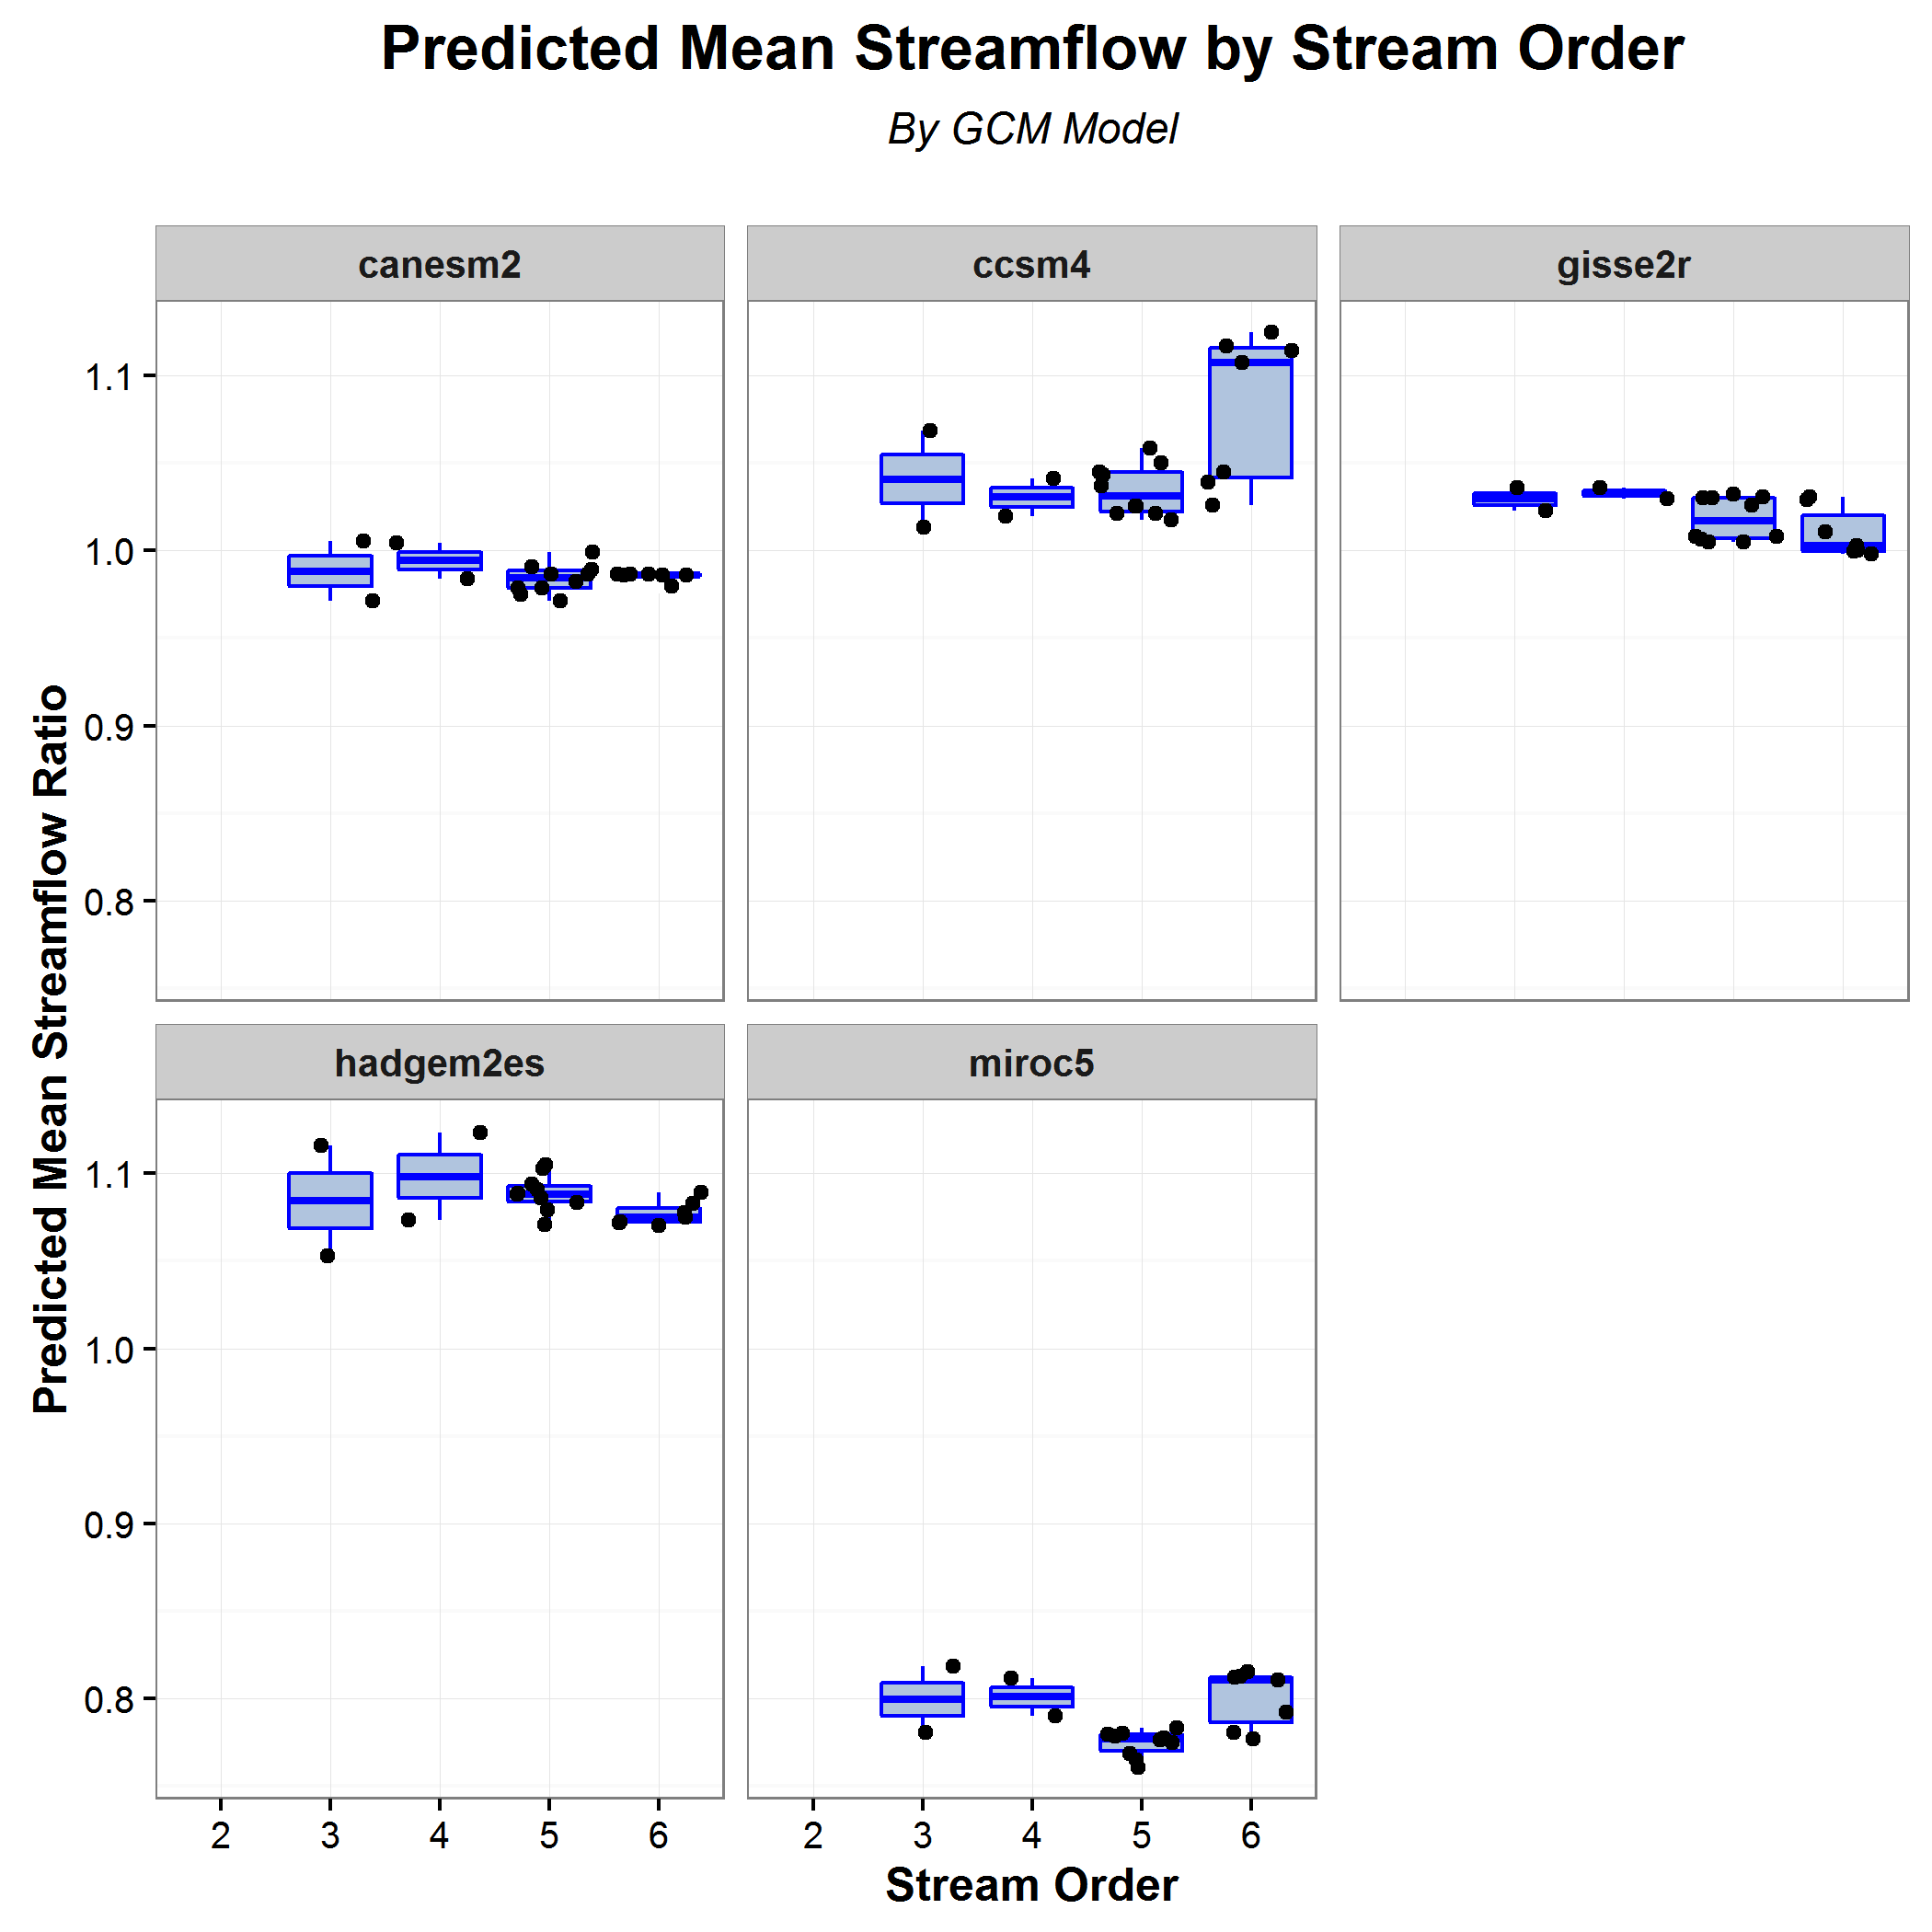 Predicted Mean Streamflow by Stream Order
By GCM Model
canesm2
ccsm4
gisse2r
1.1
1.0
0.9
0.8
Predicted Mean Streamflow Ratio
hadgem2es
miroc5
1.1
1.0
0.9
0.8
2 3 4 5 6
2 3 4 5 6
Stream Order